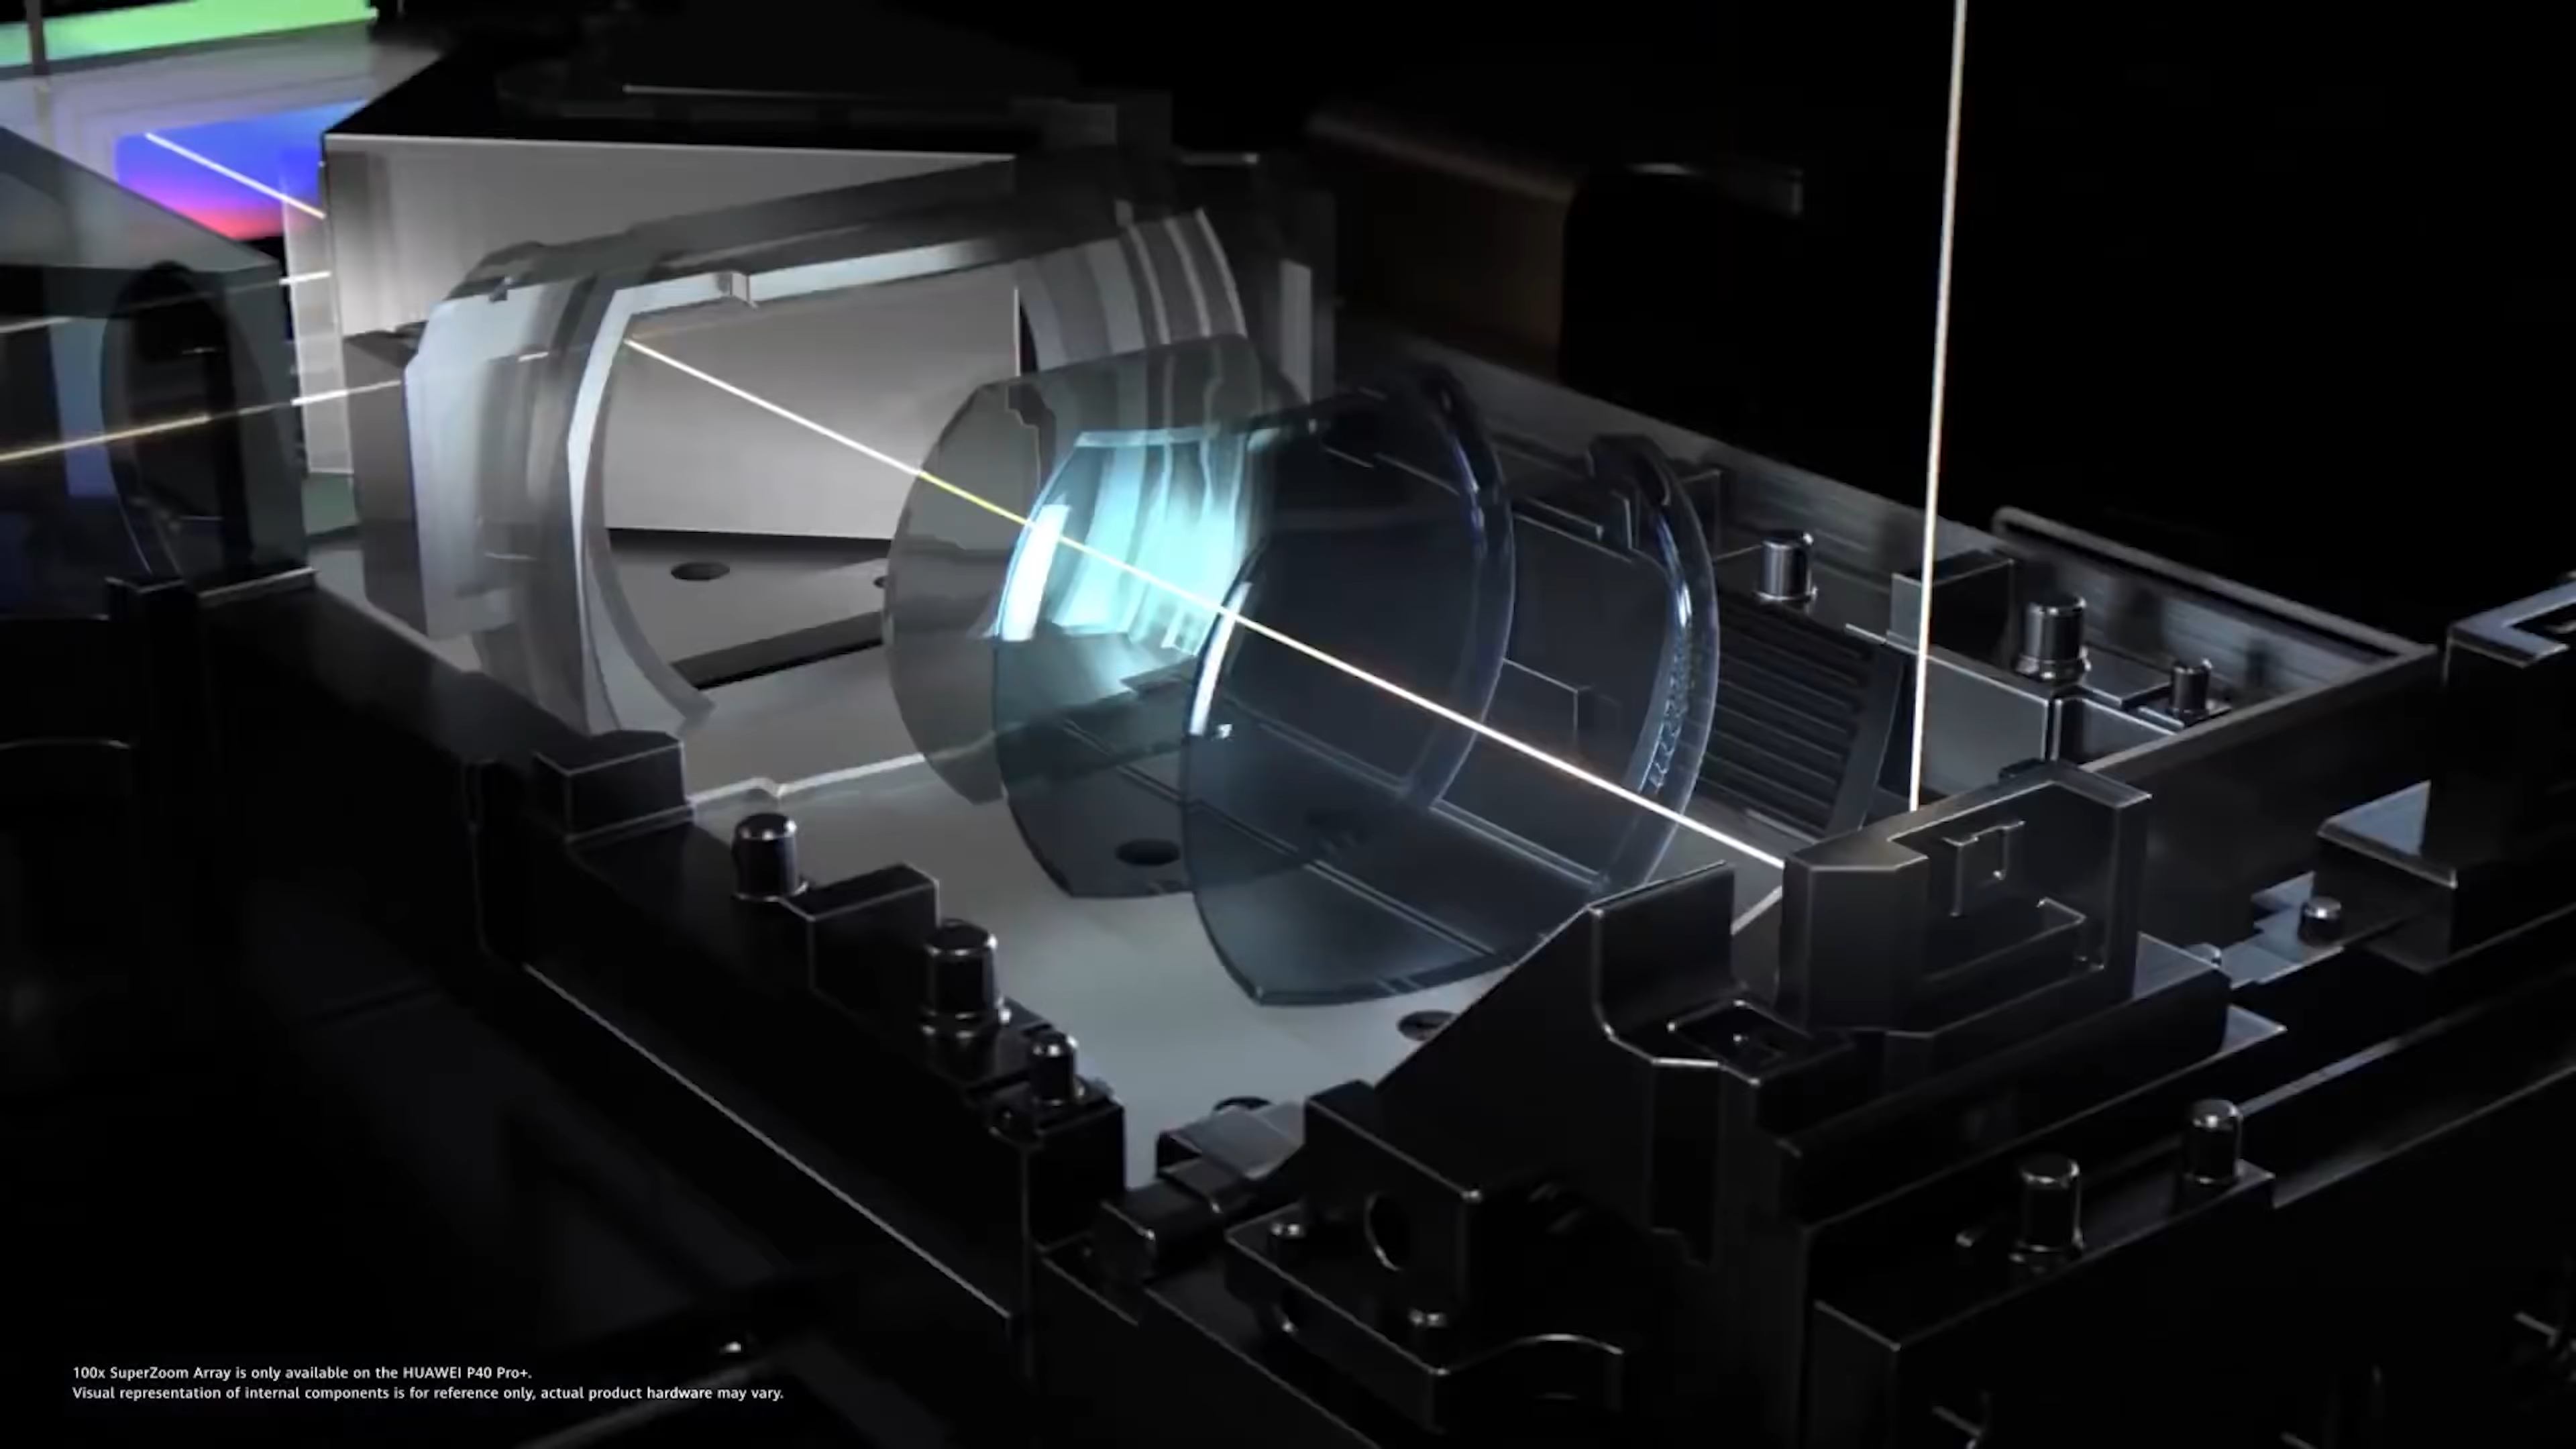 100x SuperZoom Array is only available on the HUAWEI P40 Pro+.
Visual representation of internal components is for reference only, actual product hardware may vary.